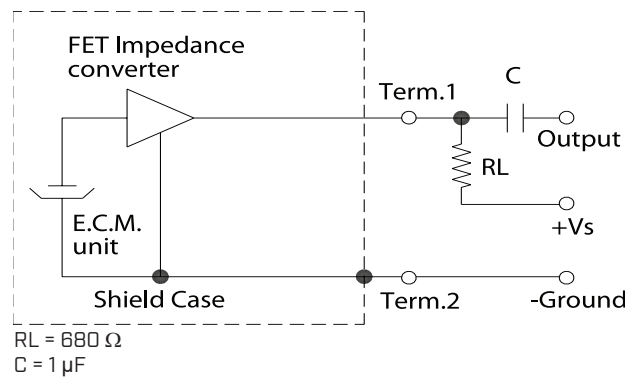 FET Impedance
converter
Term.1
C
Output
RL
+Vs
E.C.M.
unit
Shield Case
Term.2
-Ground
RL = 680 Ω
C = 1 µF